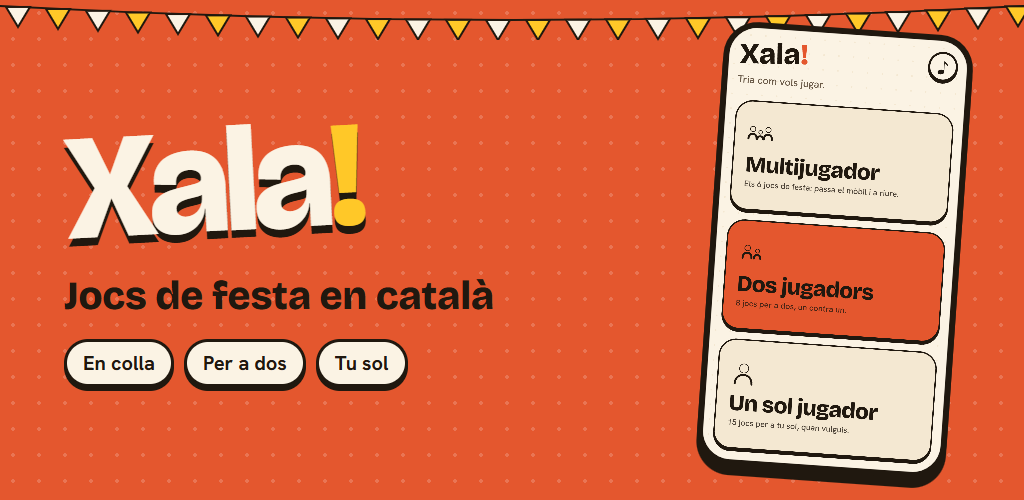 Xala!
Jocs de festa en català
En colla
Per a dos
Tu sol
Xala!
Tria com vols jugar.
Multijugador
Els 6 jocs de festa: passa el mòbil i a riure.
Dos jugadors
8 jocs per a dos, un contra un.
Un sol jugador
15 jocs per a tu sol, quan vulguis.